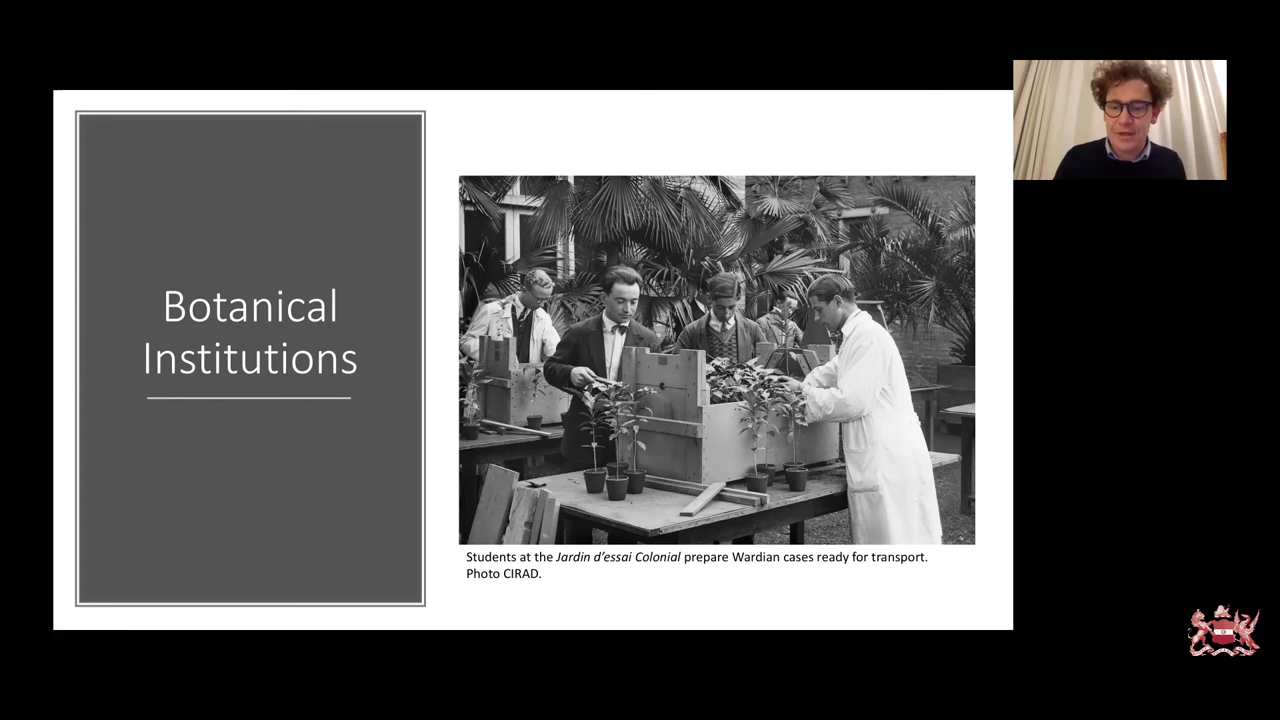 Botanical
Institutions
Students at the Jardin d'essai Colonial prepare Wardian cases ready for transport.
Photo CIRAD.